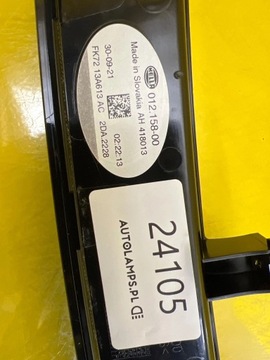 HELLA
012.158-00
Made in Slovakia AH 418013
30-09-21
02:22:13
FK72 13A613 AC
2DA.2228
24105
AUTOLAMPS.PL